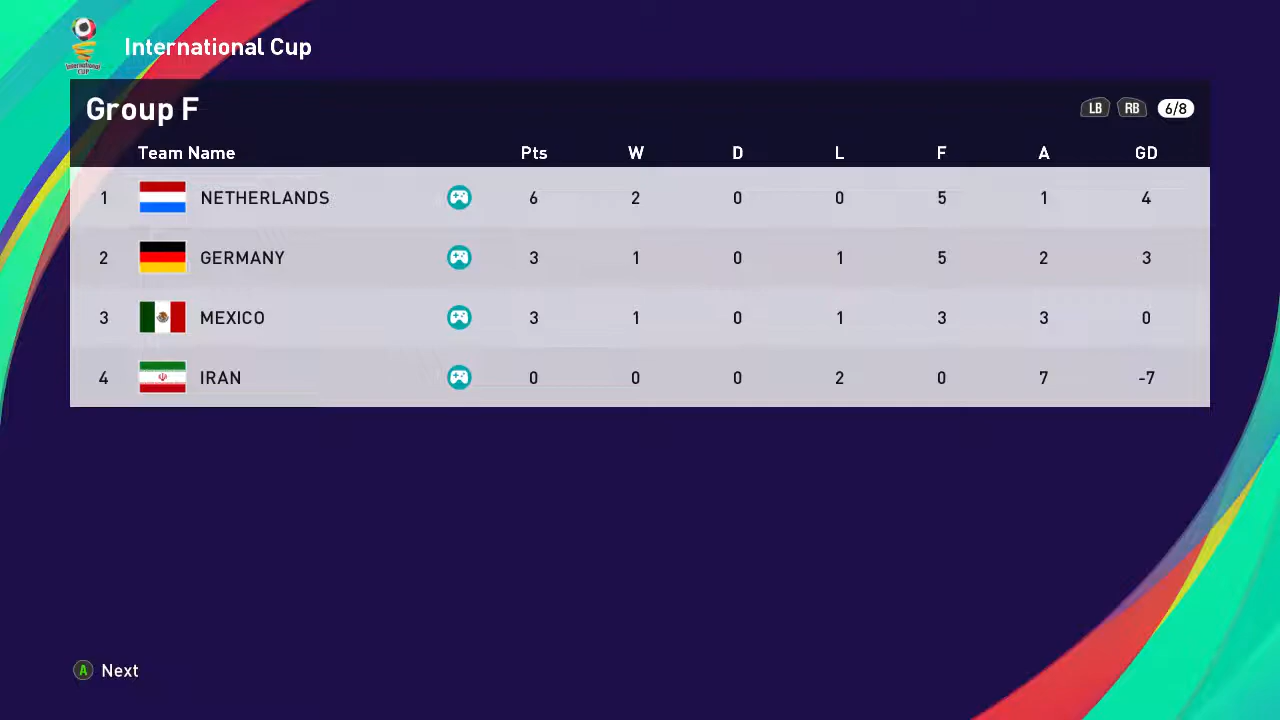 International CUP
International Cup
Group F LB RB 6/8
Team Name Pts W D L F A GD
1 NETHERLANDS 6 2 0 0 5 1 4
2 GERMANY 3 1 0 1 5 2 3
3 MEXICO 3 1 0 1 3 3 0
4 IRAN 0 0 0 2 0 7 -7
A Next